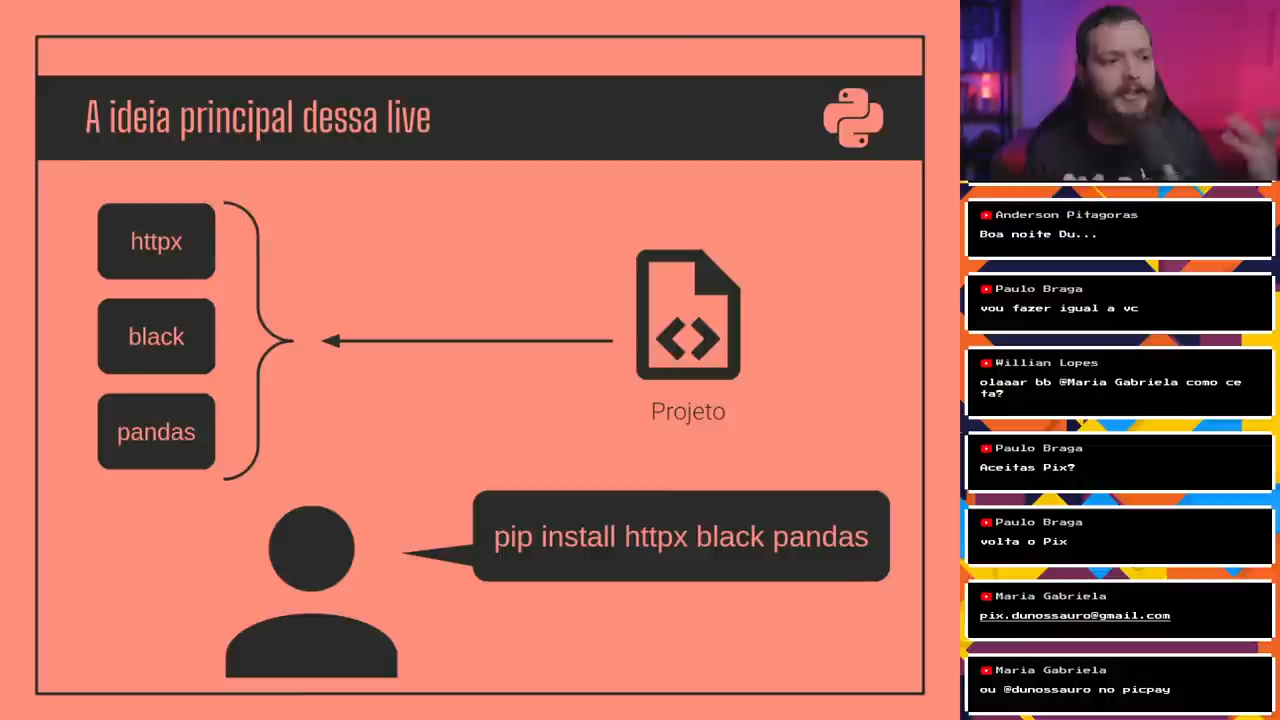 A ideia principal dessa live
httpx
black
pandas
Projeto
pip install httpx black pandas
Anderson Pitagoras
Boa noite Du...
Paulo Braga
vou fazer igual a vc
Willian Lopes
olaaar bb @Maria Gabriela como ce
ta?
Paulo Braga
Aceitas Pix?
Paulo Braga
volta o Pix
Maria Gabriela
pix.dunossauro@gmail.com
Maria Gabriela
ou @dunossauro no picpay